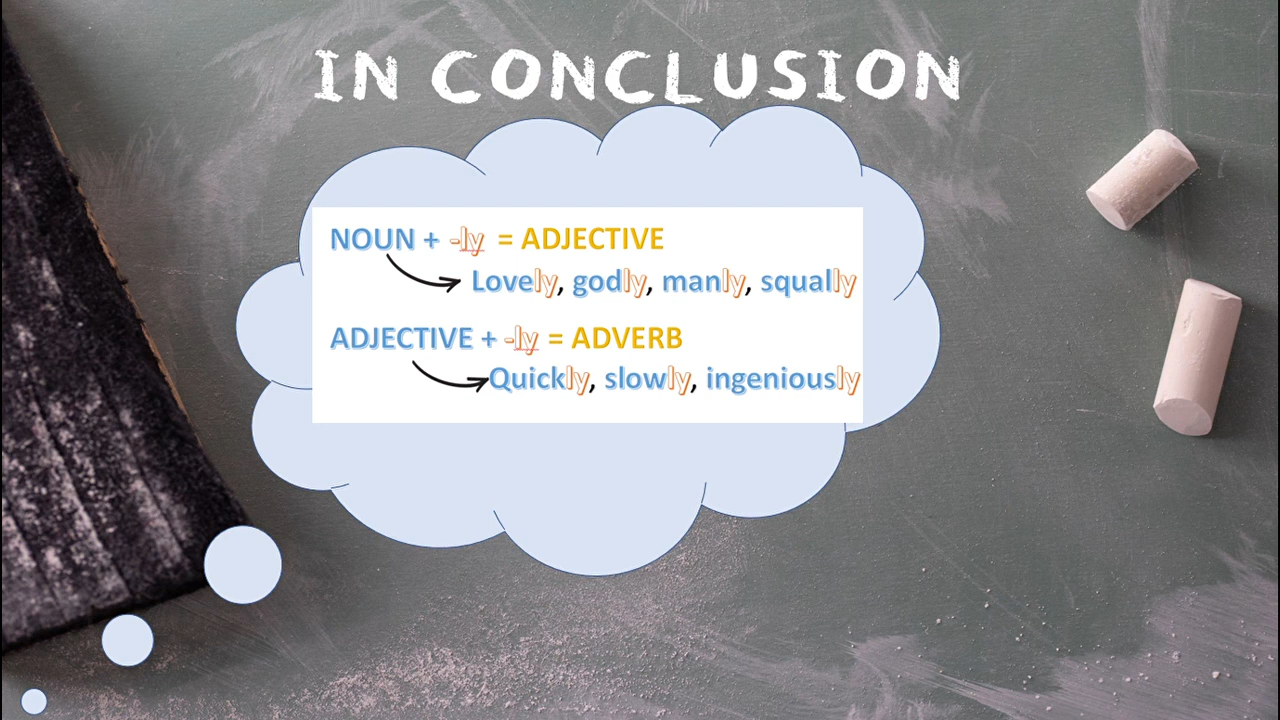 IN CONCLUSION
NOUN + -ly = ADJECTIVE
Lovely, godly, manly, squally
ADJECTIVE + -ly = ADVERB
Quickly, slowly, ingeniously